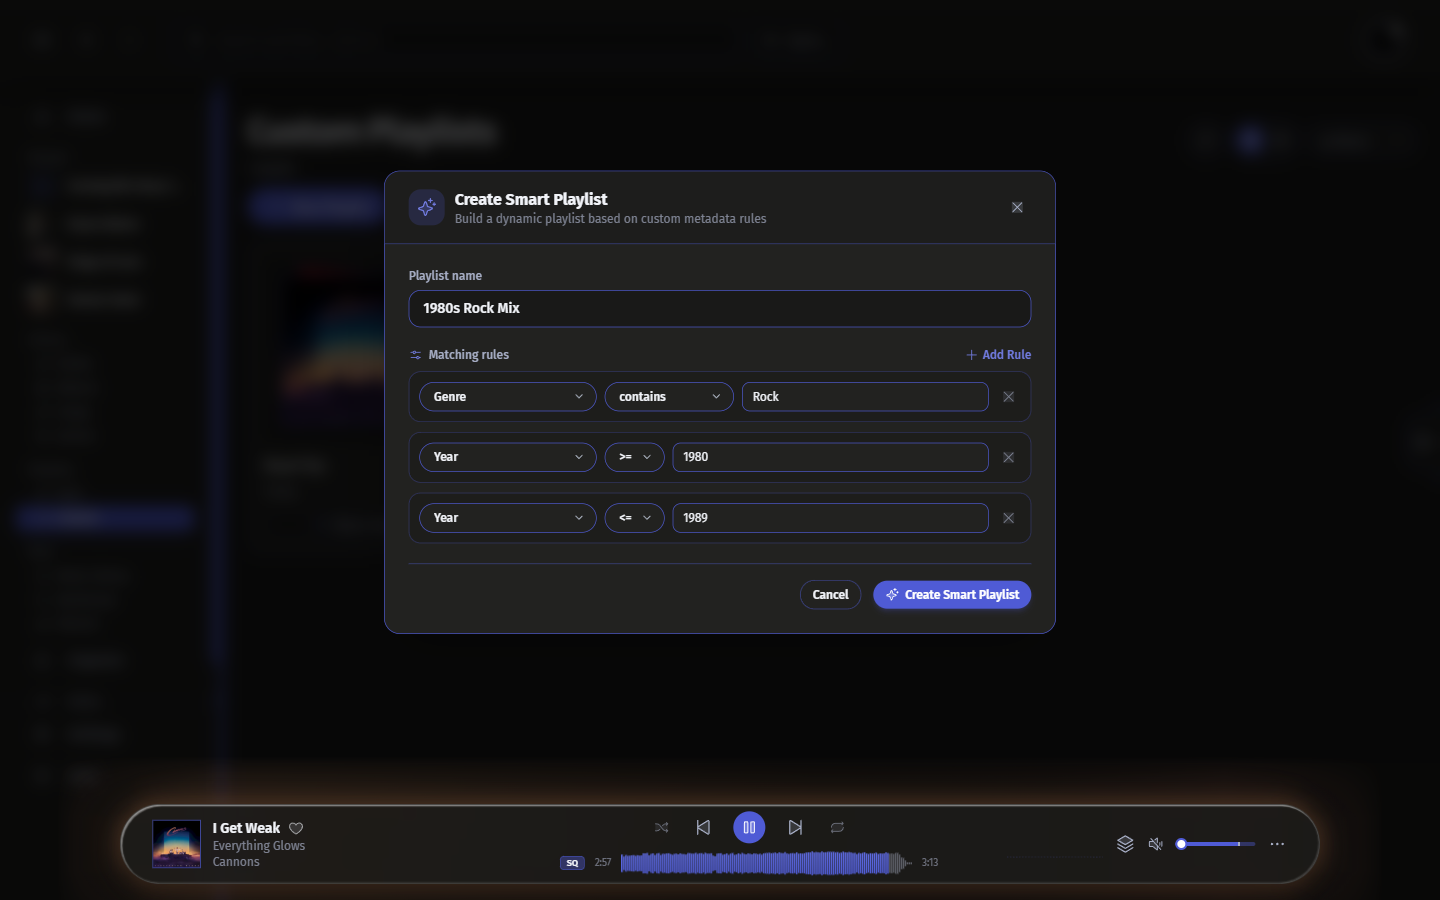 Custom Playlists
Create Smart Playlist
Build a dynamic playlist based on custom metadata rules
Playlist name
1980s Rock Mix
Matching rules
Add Rule
Genre
contains
Rock
Year
>=
1980
Year
<=
1989
Cancel
Create Smart Playlist
I Get Weak
Everything Glows
Cannons
SQ
2:57
3:13